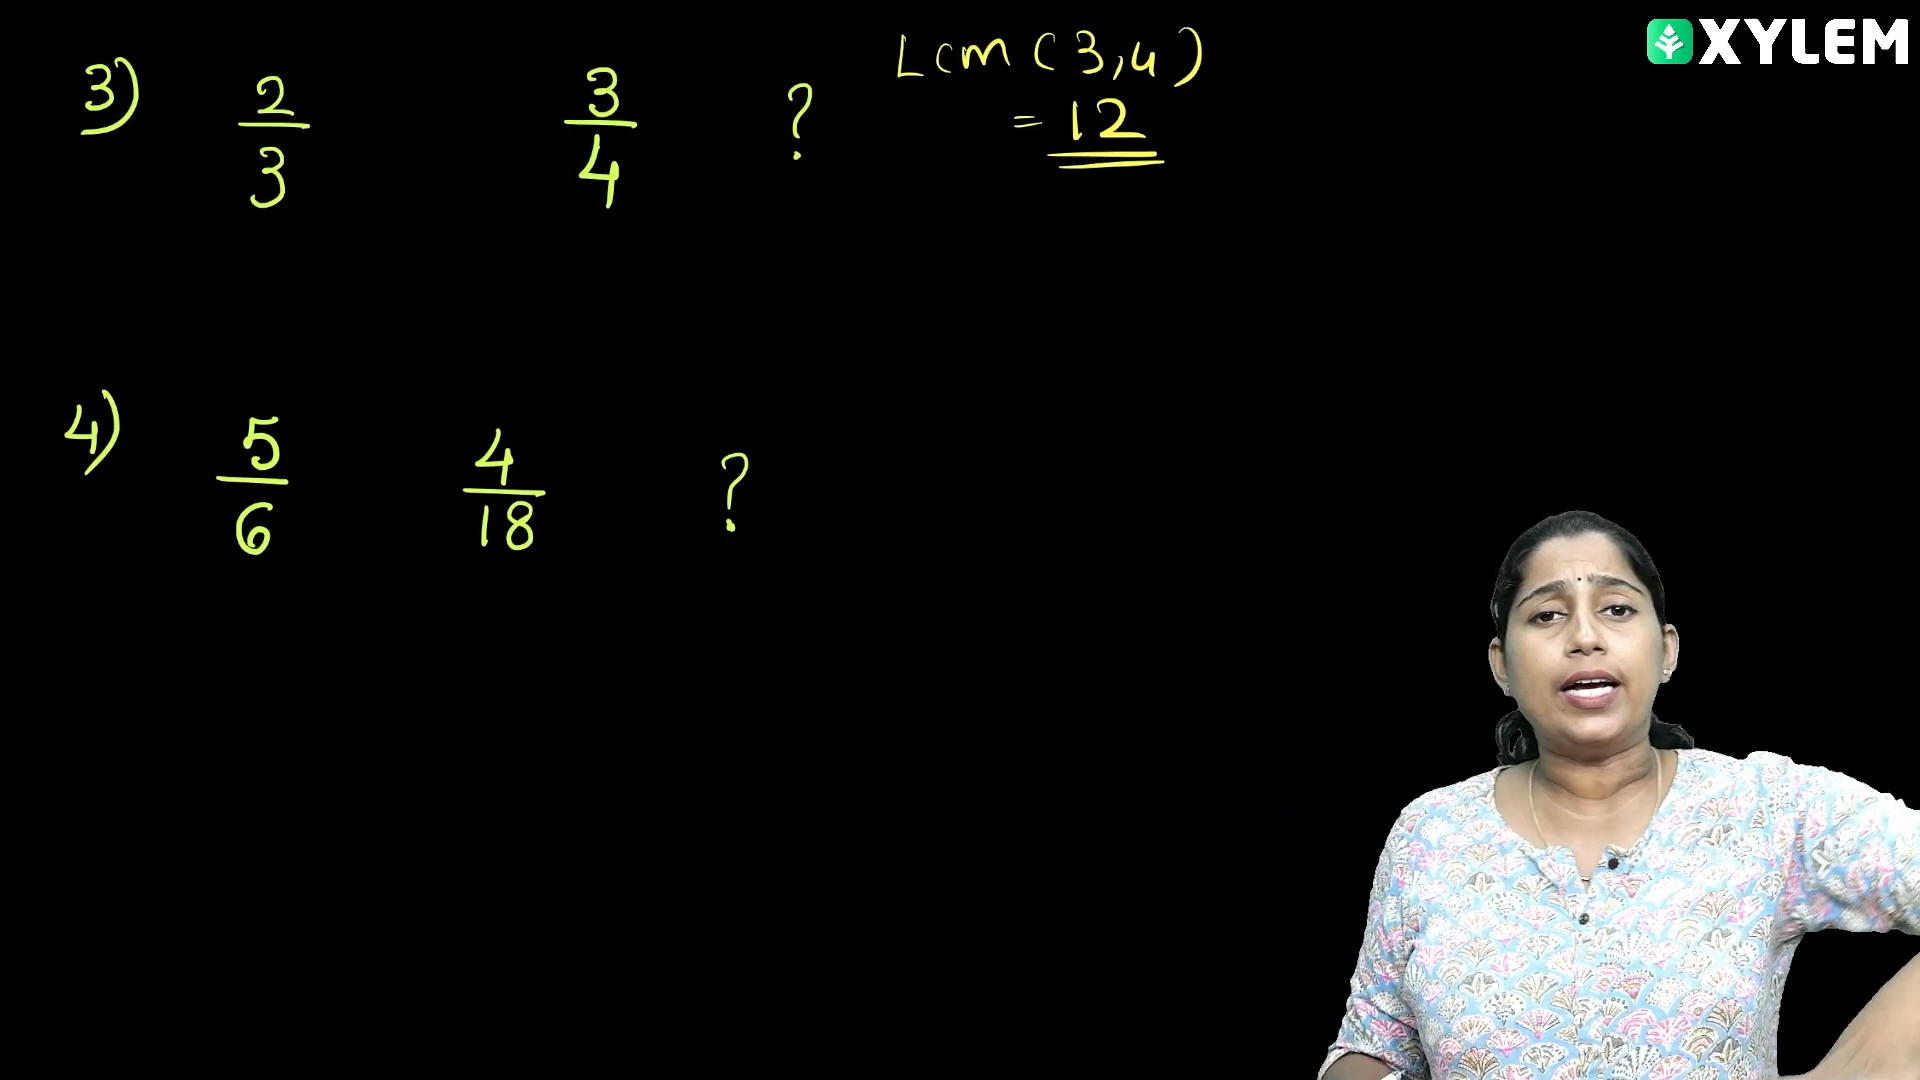 XYLEM
3) 2/3 3/4 ? Lcm (3,4)
= 12
4) 5/6 4/18 ?